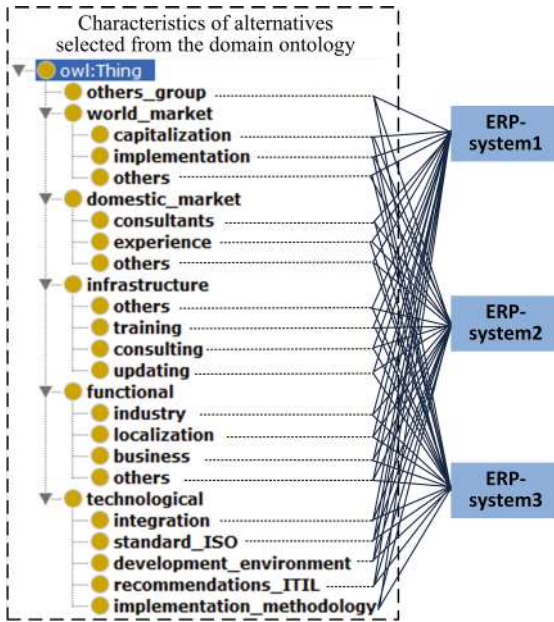 Characteristics of alternatives
selected from the domain ontology
owl:Thing
others_group
world_market
capitalization
implementation
others
domestic_market
consultants
experience
others
infrastructure
others
training
consulting
updating
functional
industry
localization
business
others
technological
integration
standard_ISO
development_environment
recommendations_ITIL
implementation_methodology
ERP-
system1
ERP-
system2
ERP-
system3